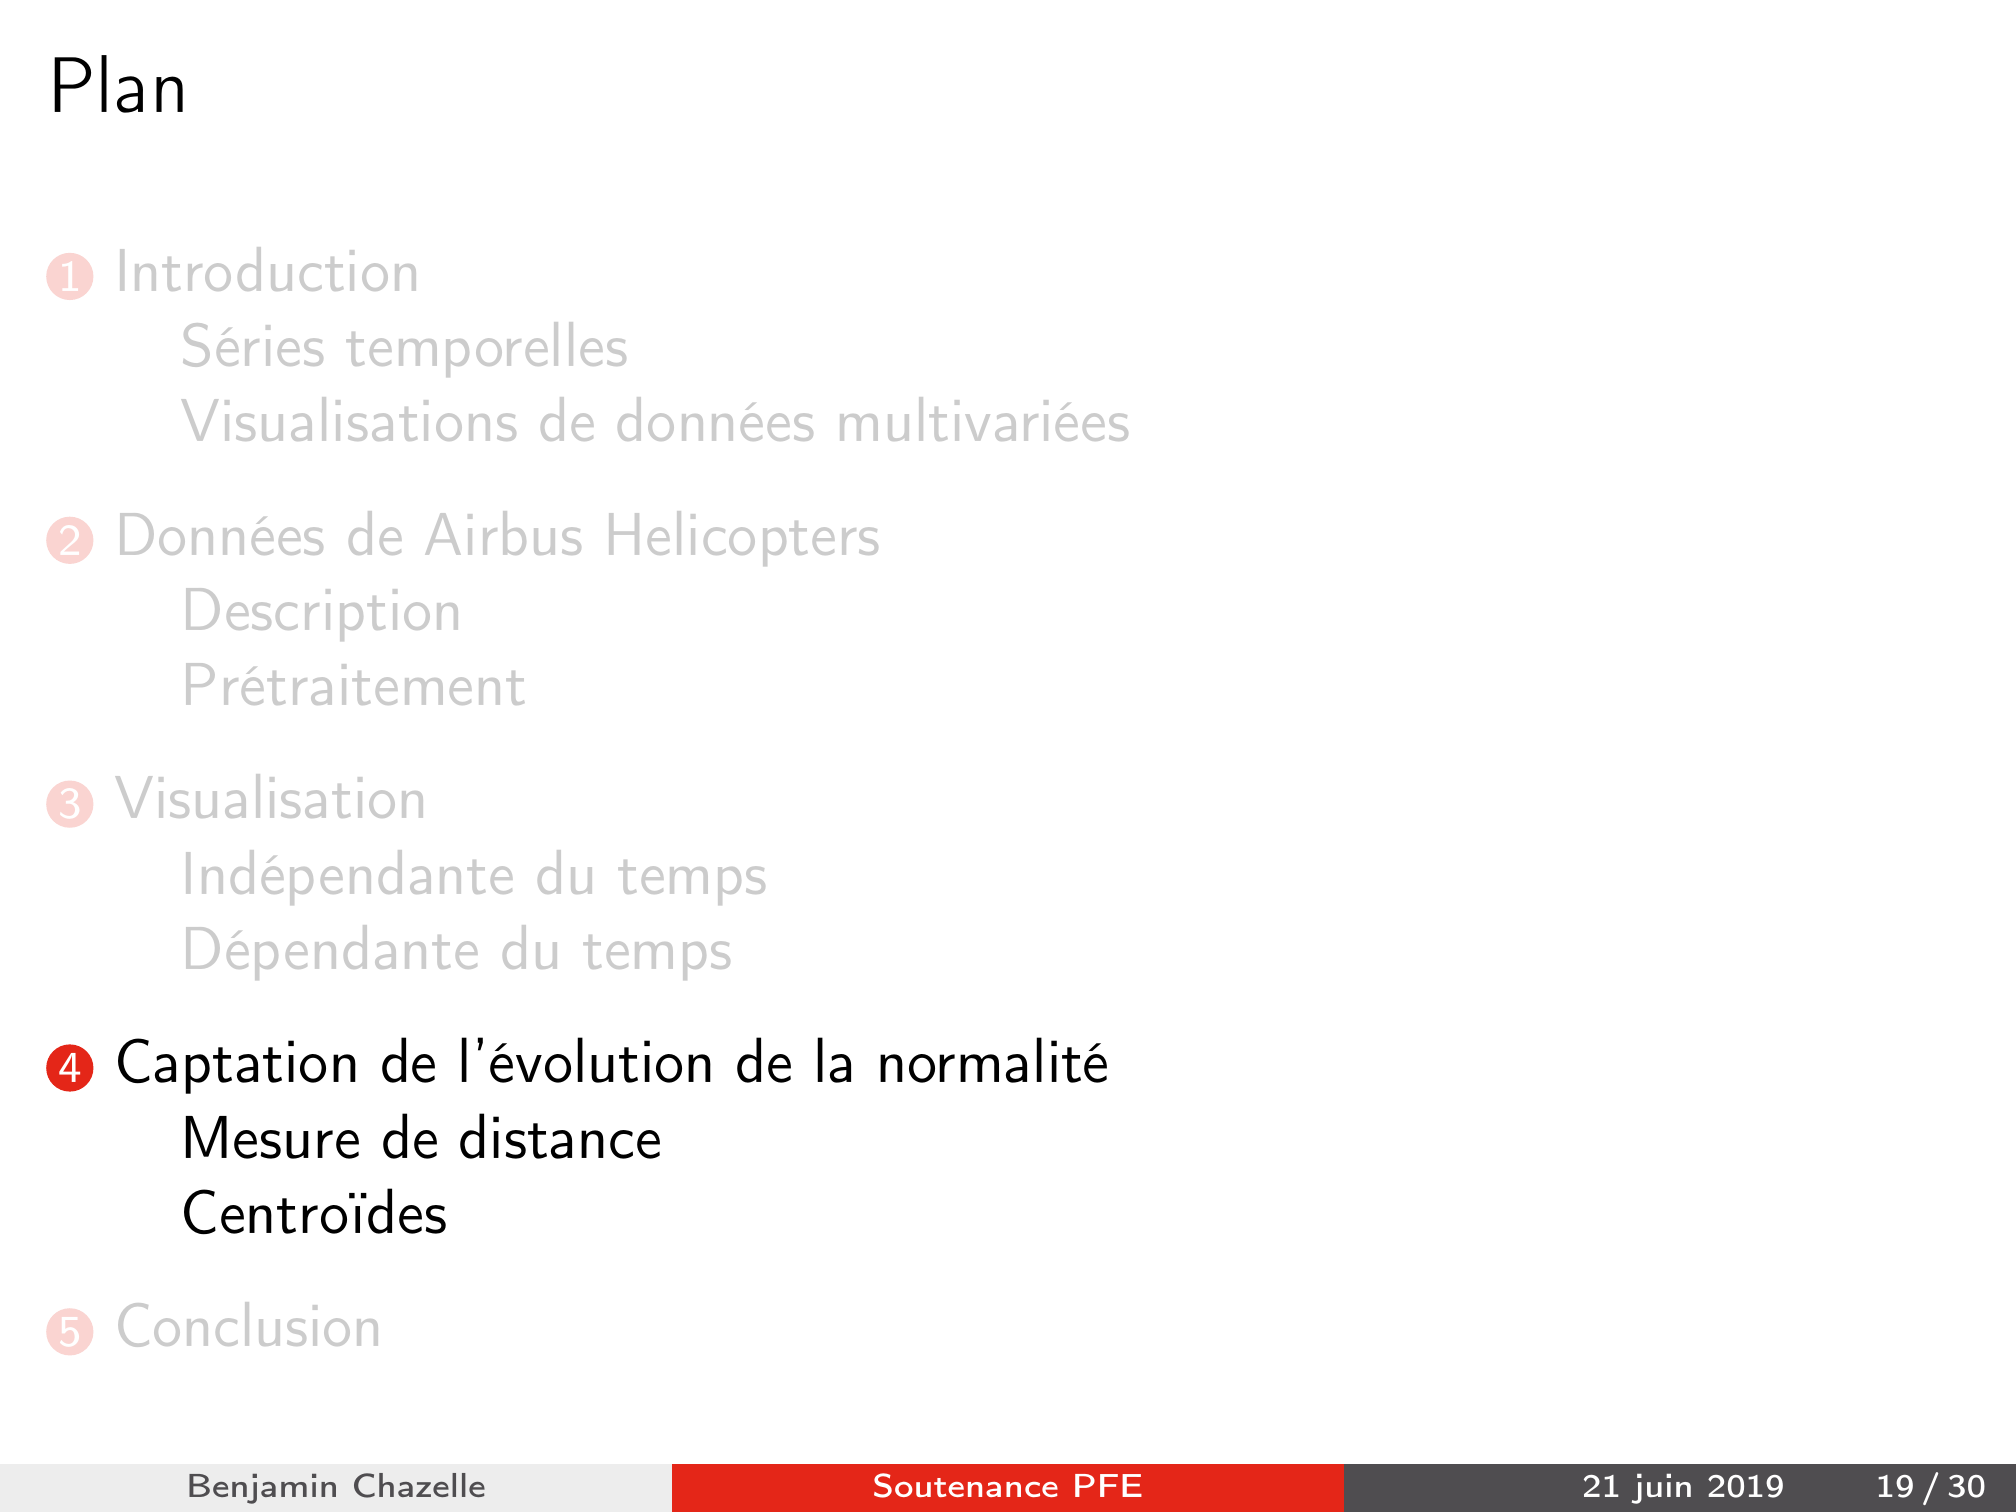 Plan
1 Introduction
Séries temporelles
Visualisations de données multivariées
2 Données de Airbus Helicopters
Description
Prétraitement
3 Visualisation
Indépendante du temps
Dépendante du temps
4 Captation de l'évolution de la normalité
Mesure de distance
Centroïdes
5 Conclusion
Benjamin Chazelle Soutenance PFE 21 juin 2019 19 / 30